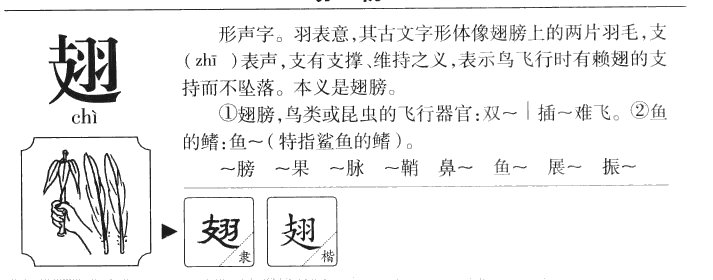 翅
chì
形声字。羽表意,其古文字形体像翅膀上的两片羽毛,支
(zhī)表声,支有支撑、维持之义,表示鸟飞行时有赖翅的支
持而不坠落。本义是翅膀。
①翅膀,鸟类或昆虫的飞行器官:双～｜插～难飞。②鱼
的鳍:鱼～(特指鲨鱼的鳍)。
～膀 ～果 ～脉 ～鞘 鼻～ 鱼～ 展～ 振～
翅 隶 翅 楷